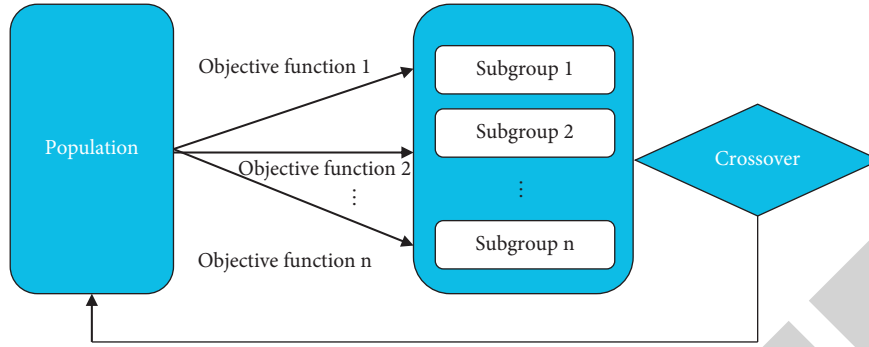 Objective function 1
Subgroup 1
Subgroup 2
Population
Crossover
Objective function 2
⋮
⋮
Subgroup n
Objective function n